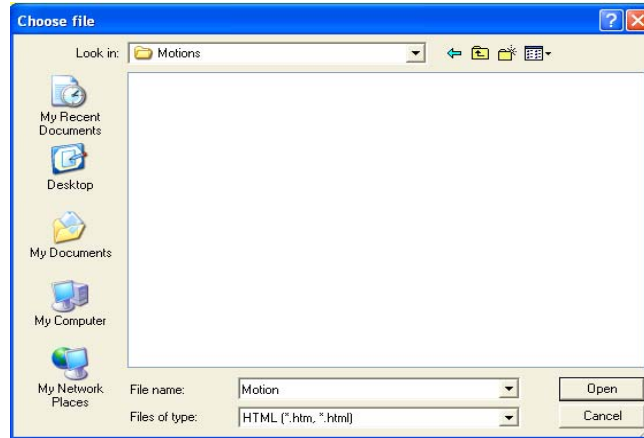 Choose file
Look in: Motions
My Recent
Documents
Desktop
My Documents
My Computer
My Network
Places
File name: Motion Open
Files of type: HTML (*.htm, *.html) Cancel